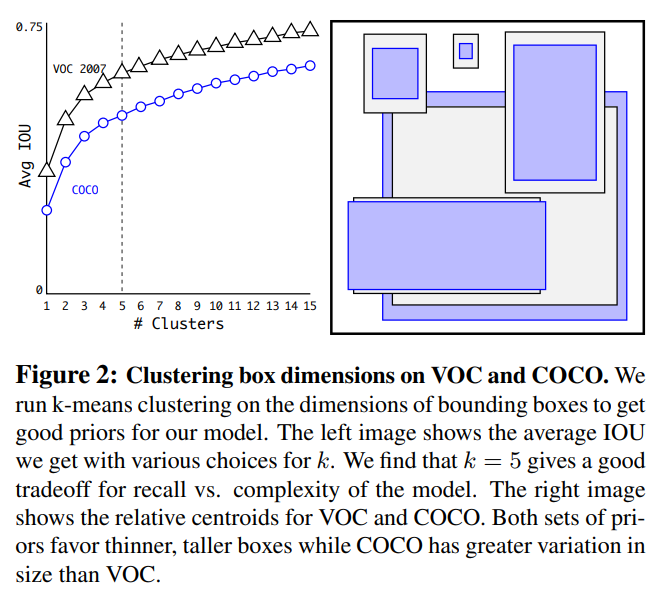 0.75
VOC 2007
Avg IOU
COCO
0
1 2 3 4 5 6 7 8 9 10 11 12 13 14 15
# Clusters
Figure 2: Clustering box dimensions on VOC and COCO. We
run k-means clustering on the dimensions of bounding boxes to get
good priors for our model. The left image shows the average IOU
we get with various choices for k. We find that k = 5 gives a good
tradeoff for recall vs. complexity of the model. The right image
shows the relative centroids for VOC and COCO. Both sets of pri-
ors favor thinner, taller boxes while COCO has greater variation in
size than VOC.